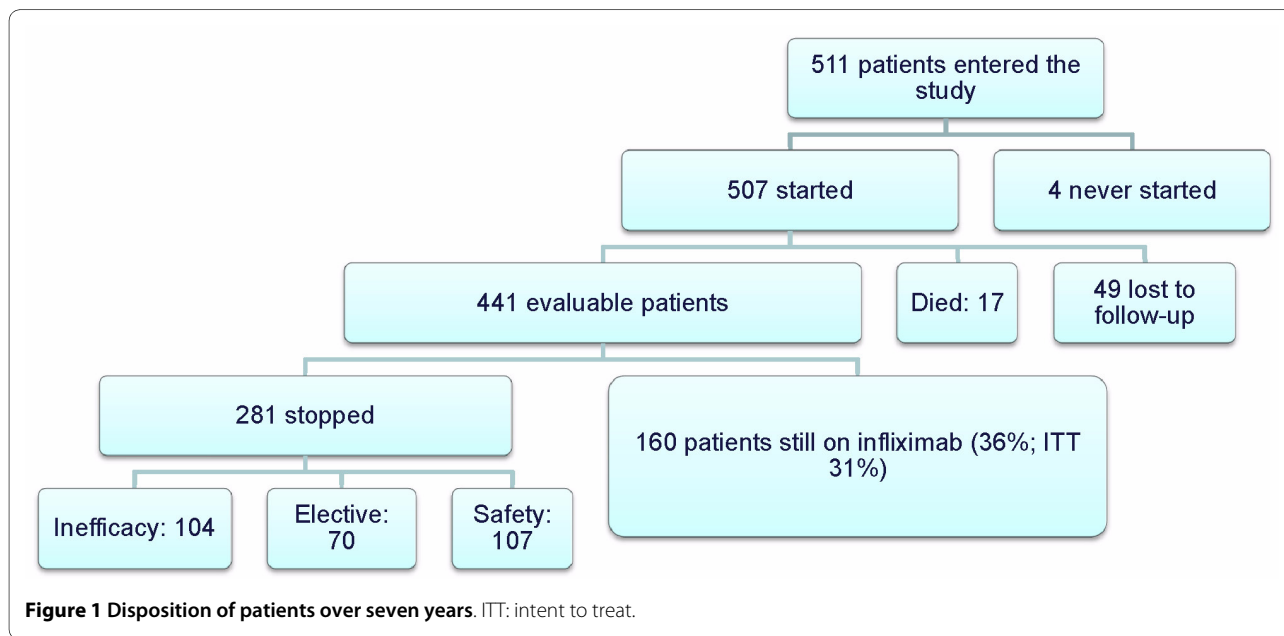 511 patients entered the
study
507 started
4 never started
441 evaluable patients
Died: 17
49 lost to
follow-up
281 stopped
160 patients still on infliximab (36%; ITT
31%)
Inefficacy: 104
Elective:
70
Safety:
107
Figure 1 Disposition of patients over seven years. ITT: intent to treat.